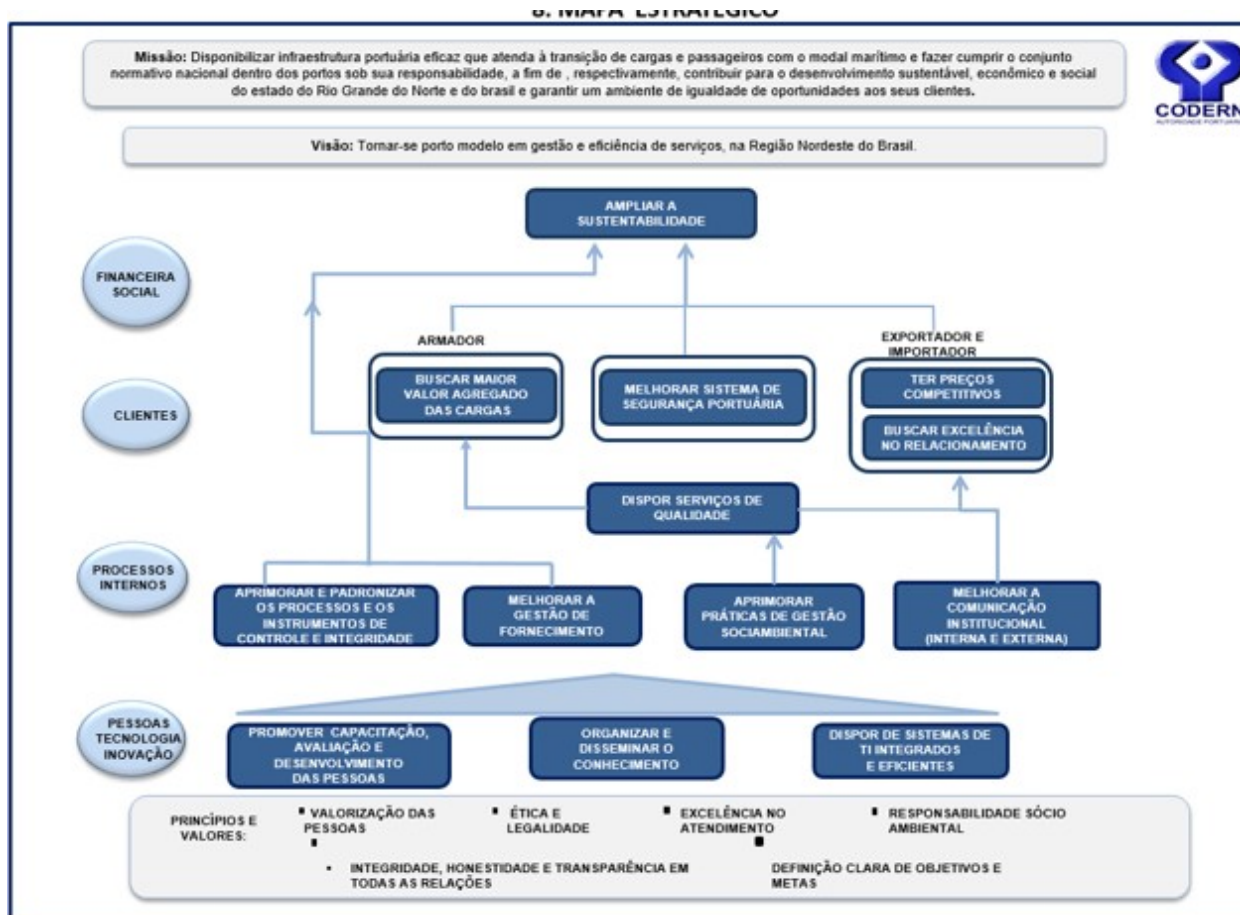 8. MAPA ESTRATÉGICO
Missão: Disponibilizar infraestrutura portuária eficaz que atenda à transição de cargas e passageiros com o modal marítimo e fazer cumprir o conjunto
normativo nacional dentro dos portos sob sua responsabilidade, a fim de , respectivamente, contribuir para o desenvolvimento sustentável, econômico e social
do estado do Rio Grande do Norte e do brasil e garantir um ambiente de igualdade de oportunidades aos seus clientes.
CODERN
AUTORIDADE PORTUÁRIA
Visão: Tornar-se porto modelo em gestão e eficiência de serviços, na Região Nordeste do Brasil.
AMPLIAR A
SUSTENTABILIDADE
FINANCEIRA
SOCIAL
ARMADOR
EXPORTADOR E
IMPORTADOR
CLIENTES
BUSCAR MAIOR
VALOR AGREGADO
DAS CARGAS
MELHORAR SISTEMA DE
SEGURANÇA PORTUÁRIA
TER PREÇOS
COMPETITIVOS
BUSCAR EXCELÊNCIA
NO RELACIONAMENTO
DISPOR SERVIÇOS DE
QUALIDADE
PROCESSOS
INTERNOS
APRIMORAR E PADRONIZAR
OS PROCESSOS E OS
INSTRUMENTOS DE
CONTROLE E INTEGRIDADE
MELHORAR A
GESTÃO DE
FORNECIMENTO
APRIMORAR
PRÁTICAS DE GESTÃO
SOCIAMBIENTAL
MELHORAR A
COMUNICAÇÃO
INSTITUCIONAL
(INTERNA E EXTERNA)
PESSOAS
TECNOLOGIA
INOVAÇÃO
PROMOVER CAPACITAÇÃO,
AVALIAÇÃO E
DESENVOLVIMENTO
DAS PESSOAS
ORGANIZAR E
DISSEMINAR O
CONHECIMENTO
DISPOR DE SISTEMAS DE
TI INTEGRADOS
E EFICIENTES
PRINCÍPIOS E
VALORES:
▪ VALORIZAÇÃO DAS
PESSOAS
▪ ÉTICA E
LEGALIDADE
▪ EXCELÊNCIA NO
ATENDIMENTO
▪ RESPONSABILIDADE SÓCIO
AMBIENTAL
• INTEGRIDADE, HONESTIDADE E TRANSPARÊNCIA EM
TODAS AS RELAÇÕES
DEFINIÇÃO CLARA DE OBJETIVOS E
METAS